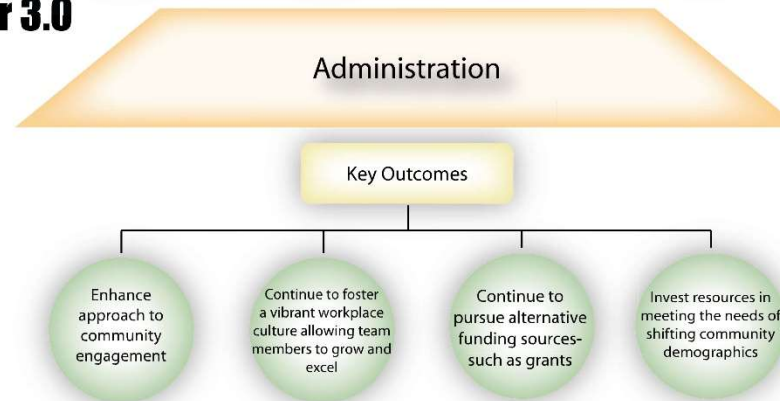 r 3.0
Administration
Key Outcomes
Enhance
approach to
community
engagement
Continue to foster
a vibrant workplace
culture allowing team
members to grow and
excel
Continue to
pursue alternative
funding sources-
such as grants
Invest resources in
meeting the needs of
shifting community
demographics